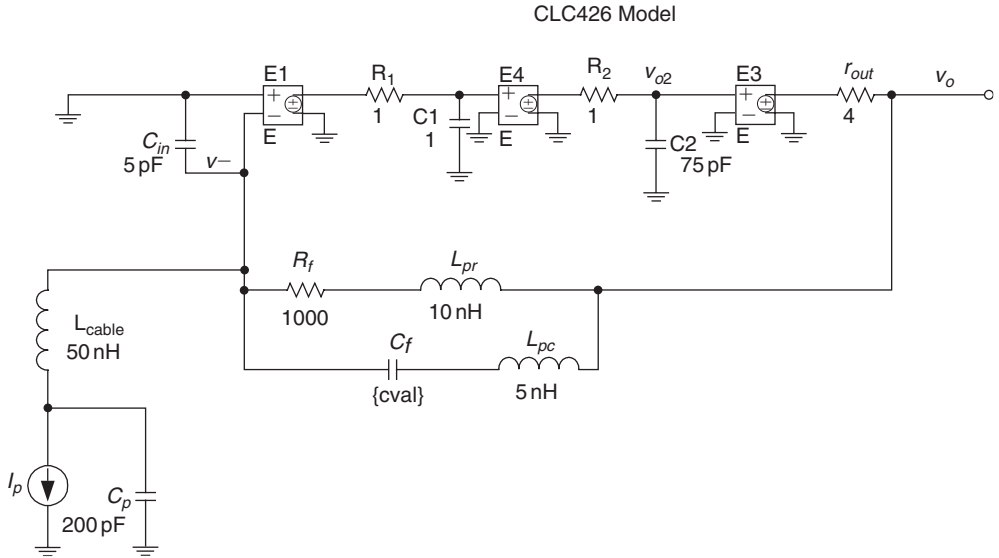 CLC426 Model
E1
+
−
E
R1
1
C1
1
E4
+
−
E
R2
1
vo2
C2
75 pF
E3
+
−
E
rout
4
vo
Cin
5 pF
v−
Rf
1000
Lpr
10 nH
Cf
{cval}
Lpc
5 nH
Lcable
50 nH
Ip
Cp
200 pF